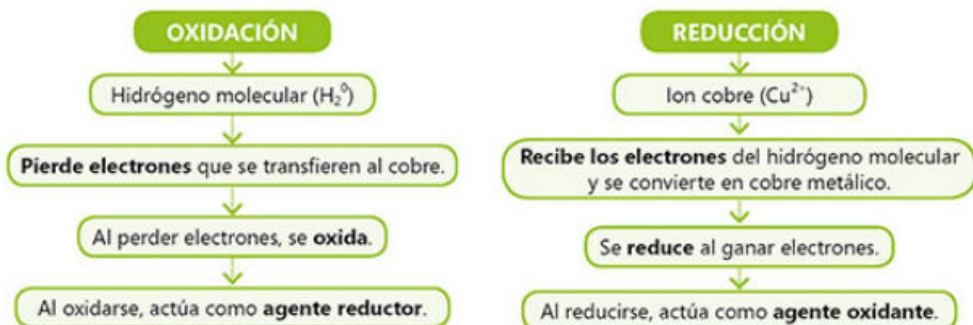 OXIDACIÓN
Hidrógeno molecular (H₂⁰)
Pierde electrones que se transfieren al cobre.
Al perder electrones, se oxida.
Al oxidarse, actúa como agente reductor.
REDUCCIÓN
Ion cobre (Cu²⁺)
Recibe los electrones del hidrógeno molecular
y se convierte en cobre metálico.
Se reduce al ganar electrones.
Al reducirse, actúa como agente oxidante.